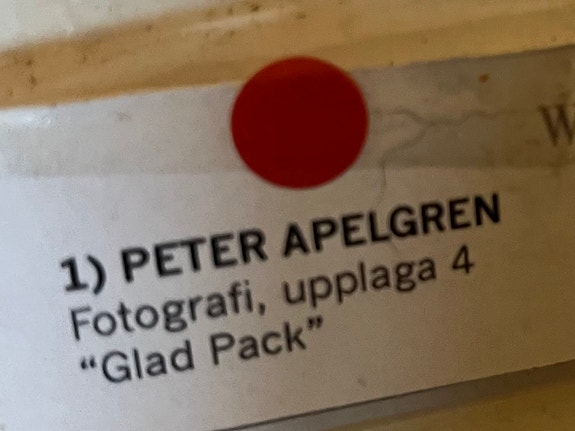 W
1) PETER APELGREN
Fotografi, upplaga 4
“Glad Pack”